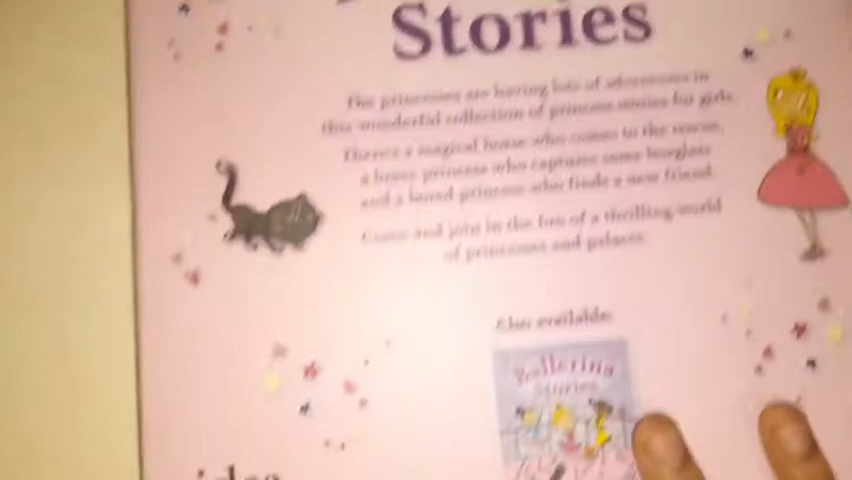 Stories
The princesses are having lots of adventures in
this wonderful collection of princess stories for girls.
There's a magical horse who comes to the rescue,
a brave princess who captures some burglars
and a bored princess who finds a new friend.
Come and join in the fun of a thrilling world
of princesses and palaces.
Also available:
Ballerina
Stories